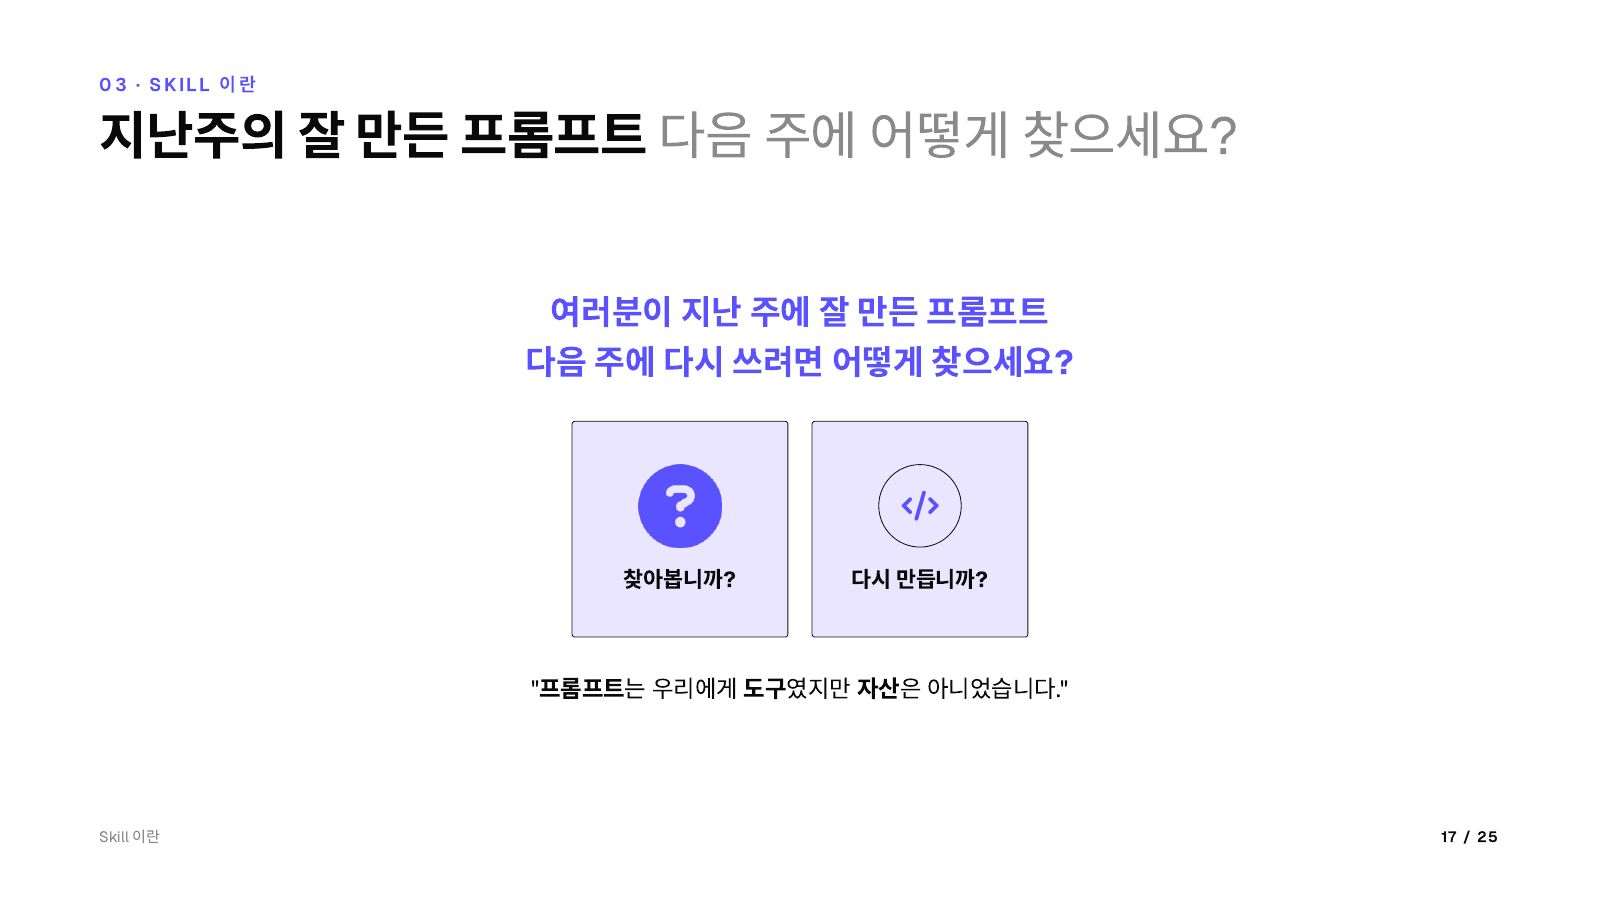 03 · SKILL 이란
지난주의 잘 만든 프롬프트 다음 주에 어떻게 찾으세요?
여러분이 지난 주에 잘 만든 프롬프트
다음 주에 다시 쓰려면 어떻게 찾으세요?
?
</>
찾아봅니까?
다시 만듭니까?
"프롬프트는 우리에게 도구였지만 자산은 아니었습니다."
Skill 이란
17 / 25